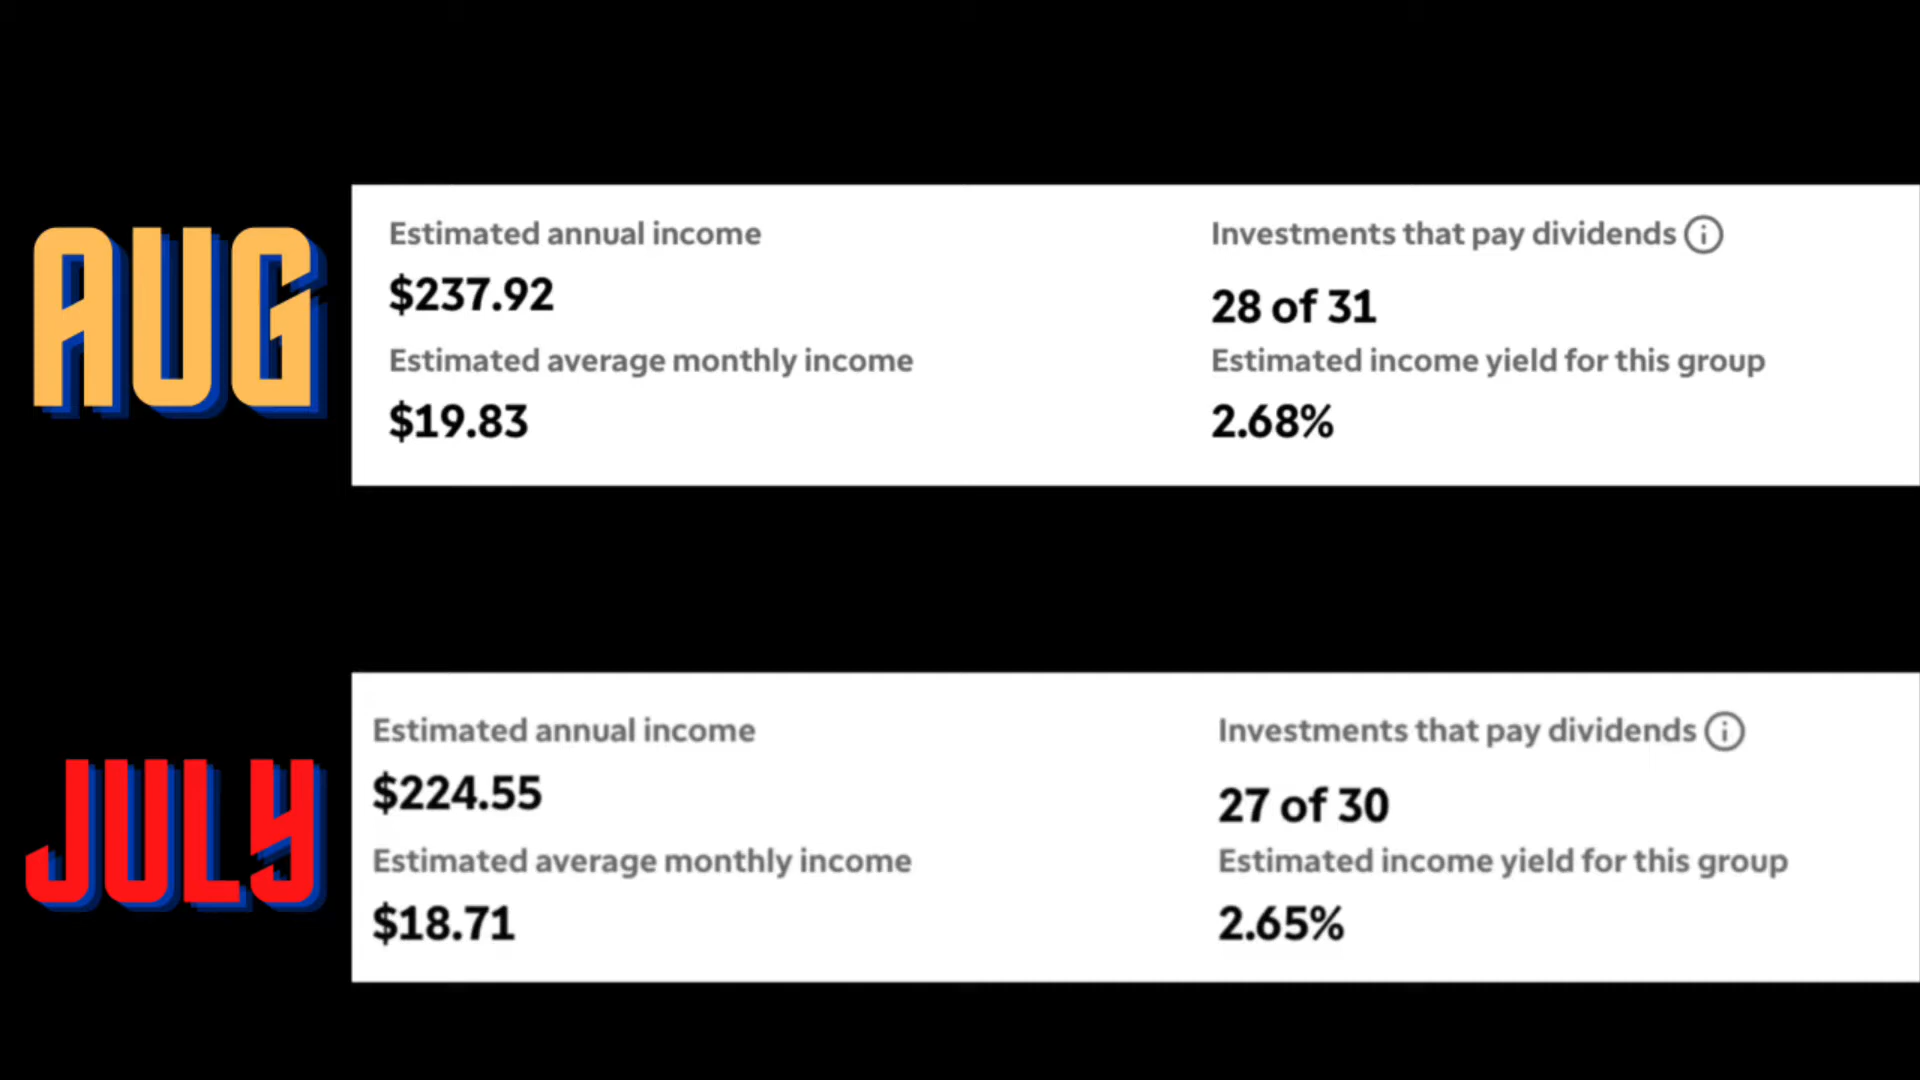 AUG
Estimated annual income
$237.92
Estimated average monthly income
$19.83
Investments that pay dividends
28 of 31
Estimated income yield for this group
2.68%
JULY
Estimated annual income
$224.55
Estimated average monthly income
$18.71
Investments that pay dividends
27 of 30
Estimated income yield for this group
2.65%